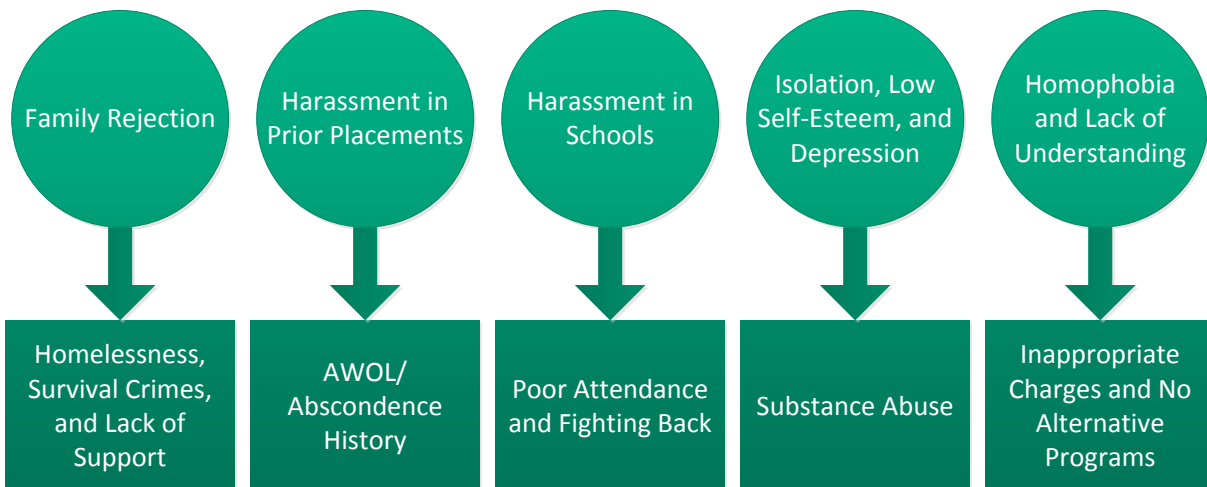 Family Rejection
Harassment in
Prior Placements
Harassment in
Schools
Isolation, Low
Self-Esteem, and
Depression
Homophobia
and Lack of
Understanding
Homelessness,
Survival Crimes,
and Lack of
Support
AWOL/
Abscondence
History
Poor Attendance
and Fighting Back
Substance Abuse
Inappropriate
Charges and No
Alternative
Programs